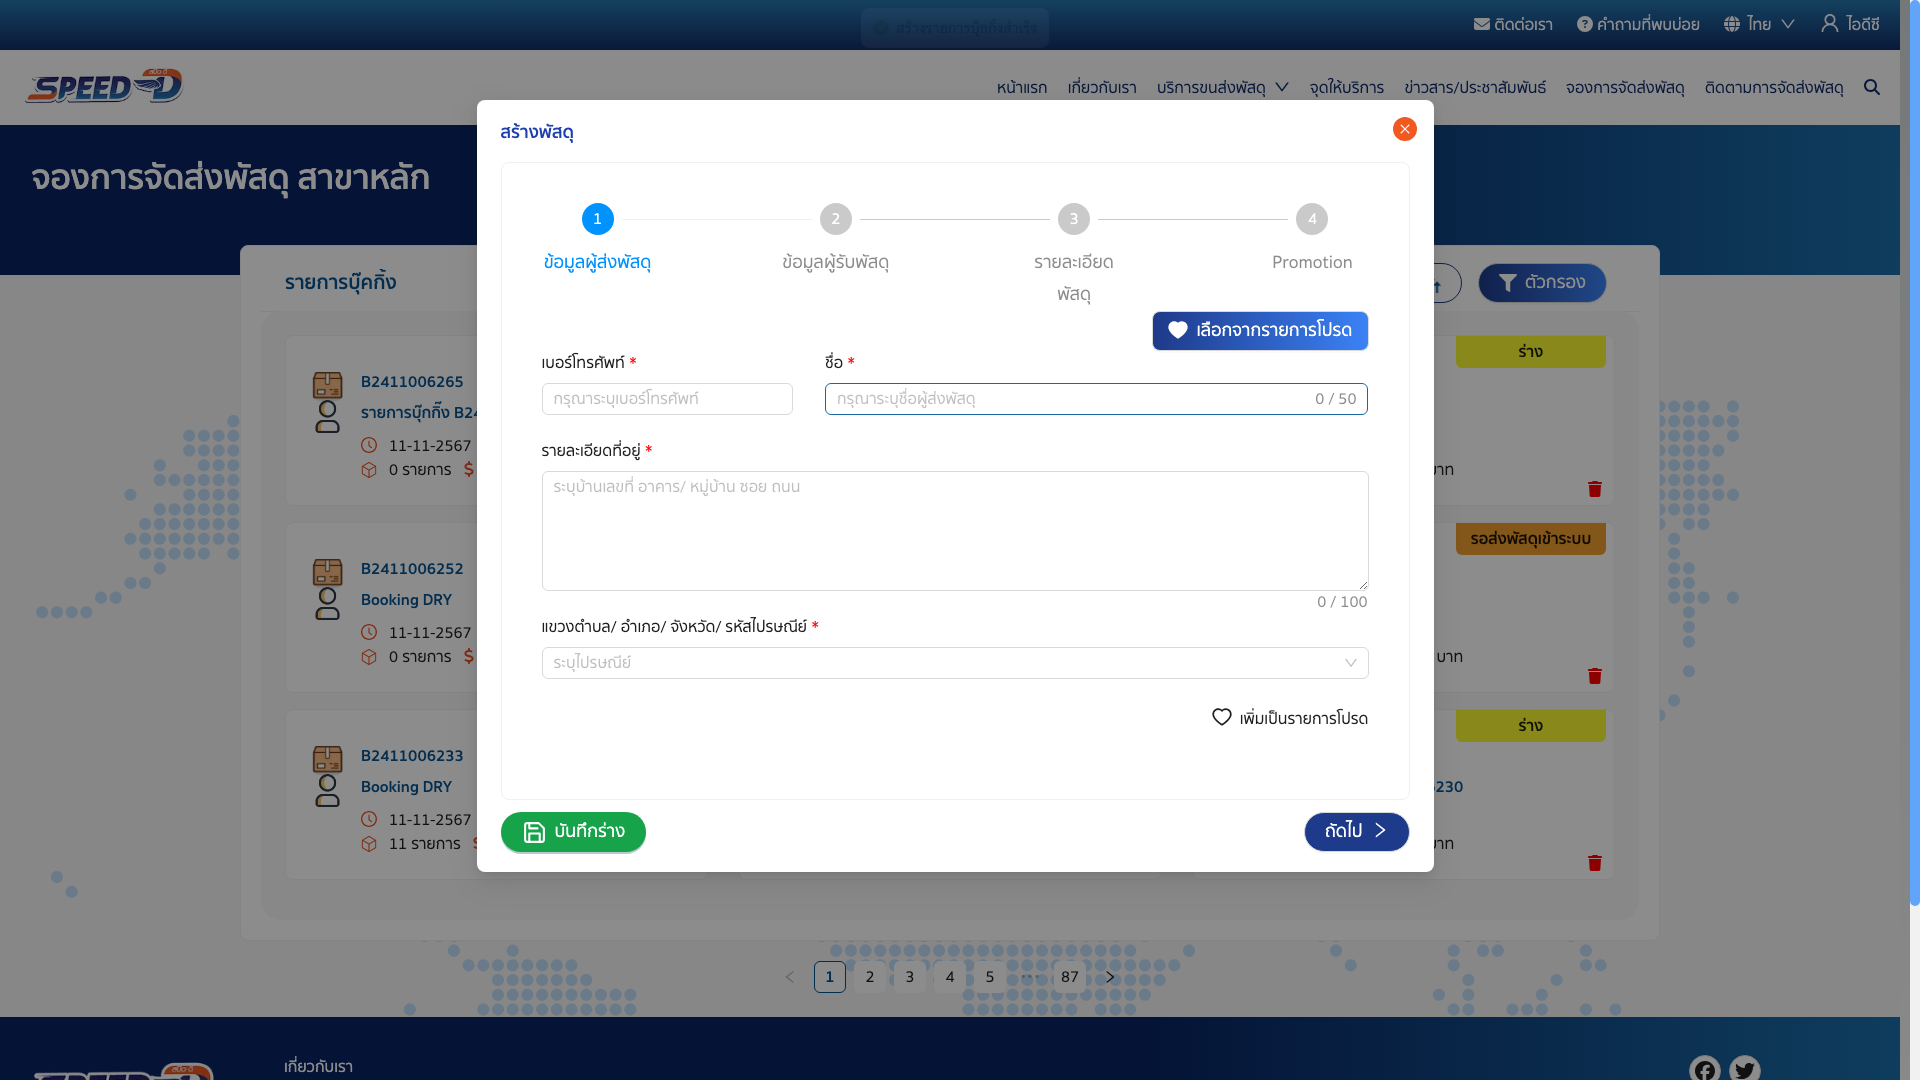 สร้างรายการบุ๊กกิ้งสำเร็จ
ติดต่อเรา
คำถามที่พบบ่อย
ไทย
ไอดีซี
SPEED-D
หน้าแรก
เกี่ยวกับเรา
บริการขนส่งพัสดุ
จุดให้บริการ
ข่าวสาร/ประชาสัมพันธ์
จองการจัดส่งพัสดุ
ติดตามการจัดส่งพัสดุ
จองการจัดส่งพัสดุ สาขาหลัก
สร้างพัสดุ
1
2
3
4
ข้อมูลผู้ส่งพัสดุ
ข้อมูลผู้รับพัสดุ
รายละเอียด
พัสดุ
Promotion
เลือกจากรายการโปรด
เบอร์โทรศัพท์ *
ชื่อ *
กรุณาระบุเบอร์โทรศัพท์
กรุณาระบุชื่อผู้ส่งพัสดุ
0 / 50
รายละเอียดที่อยู่ *
ระบุบ้านเลขที่ อาคาร/ หมู่บ้าน ซอย ถนน
0 / 100
แขวงตำบล/ อำเภอ/ จังหวัด/ รหัสไปรษณีย์ *
ระบุไปรษณีย์
เพิ่มเป็นรายการโปรด
บันทึกร่าง
ถัดไป
รายการบุ๊คกิ้ง
ตัวกรอง
B2411006265
รายการบุ๊กกิ้ง B24
11-11-2567
0 รายการ
ร่าง
บาท
B2411006252
Booking DRY
11-11-2567
0 รายการ
รอส่งพัสดุเข้าระบบ
บาท
B2411006233
Booking DRY
11-11-2567
11 รายการ
ร่าง
230
บาท
1
2
3
4
5
•••
87
เกี่ยวกับเรา